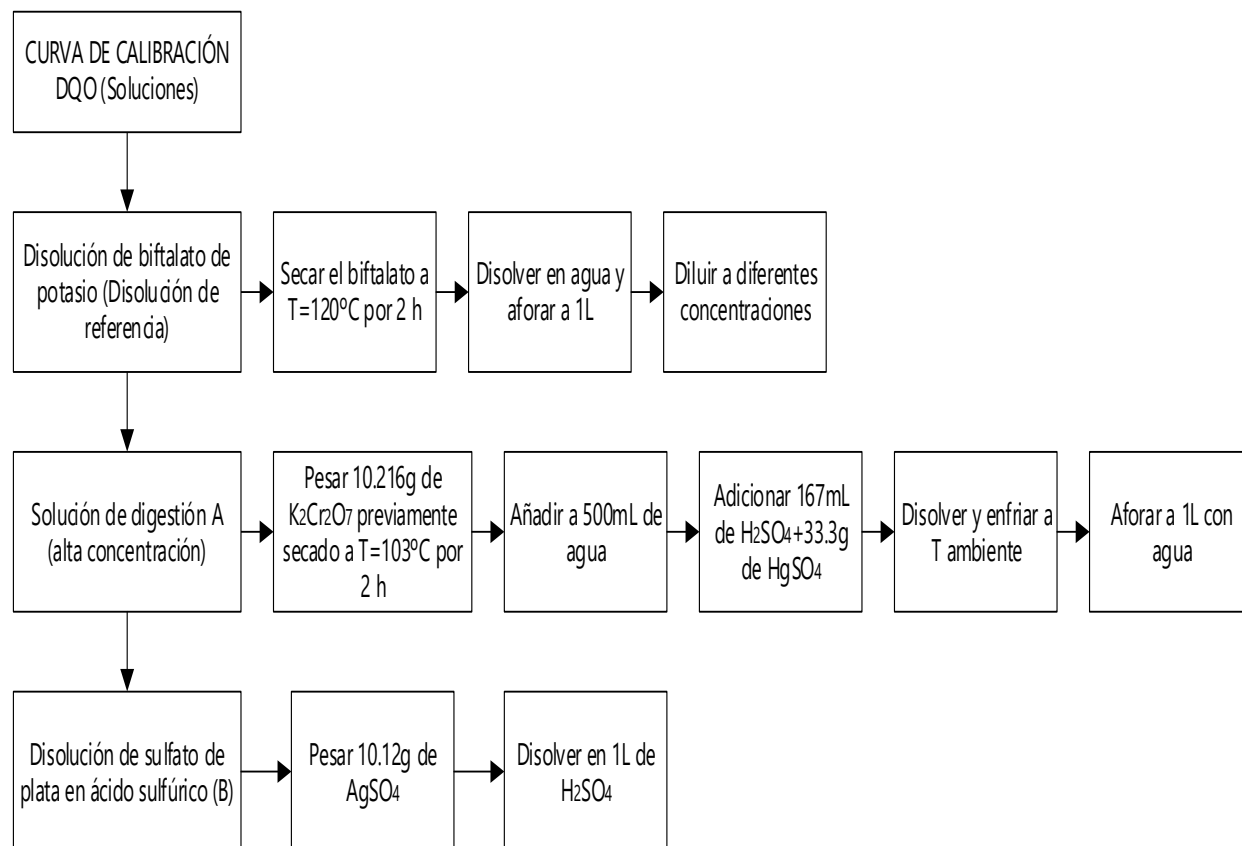 CURVA DE CALIBRACIÓN
DQO (Soluciones)
Disolución de biftalato de
potasio (Disolución de
referencia)
Secar el biftalato a
T=120ºC por 2 h
Disolver en agua y
aforar a 1L
Diluir a diferentes
concentraciones
Solución de digestión A
(alta concentración)
Pesar 10.216g de
K2Cr2O7 previamente
secado a T=103ºC por
2 h
Añadir a 500mL de
agua
Adicionar 167mL
de H2SO4+33.3g
de HgSO4
Disolver y enfriar a
T ambiente
Aforar a 1L con
agua
Disolución de sulfato de
plata en ácido sulfúrico (B)
Pesar 10.12g de
AgSO4
Disolver en 1L de
H2SO4